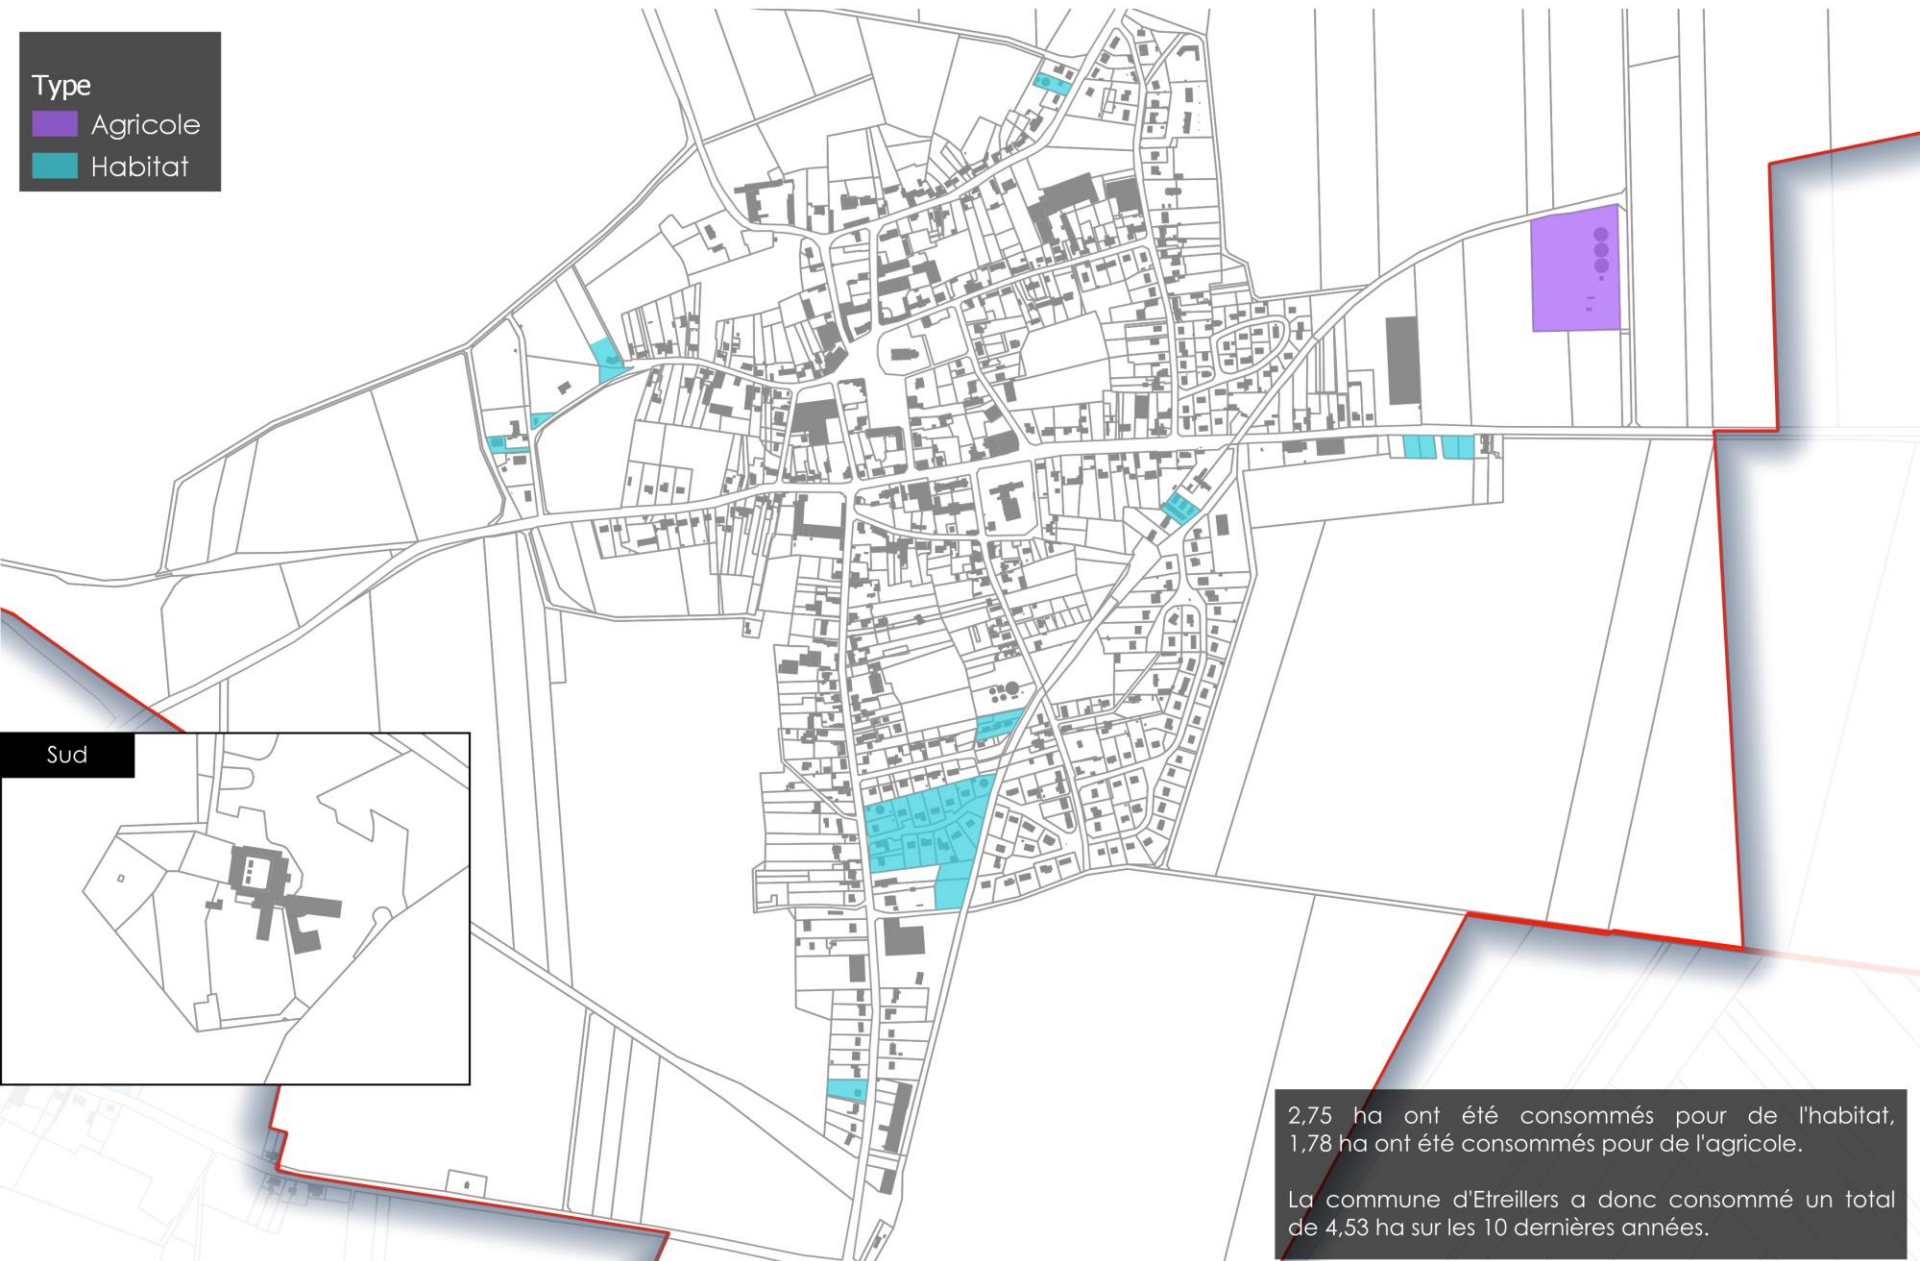 Type
Agricole
Habitat
Sud
2,75 ha ont été consommés pour de l'habitat,
1,78 ha ont été consommés pour de l'agricole.
La commune d'Etreillers a donc consommé un total
de 4,53 ha sur les 10 dernières années.